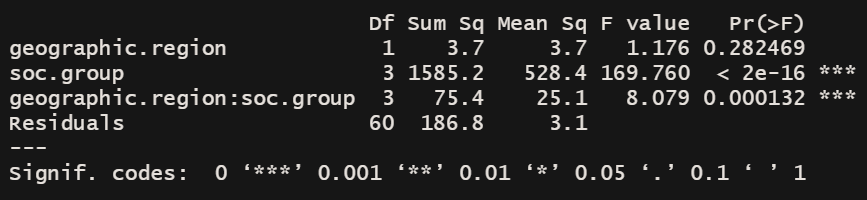 Df Sum Sq Mean Sq F value Pr(>F)
geographic.region 1 3.7 3.7 1.176 0.282469
soc.group 3 1585.2 528.4 169.760 < 2e-16 ***
geographic.region:soc.group 3 75.4 25.1 8.079 0.000132 ***
Residuals 60 186.8 3.1
---
Signif. codes: 0 ‘***’ 0.001 ‘**’ 0.01 ‘*’ 0.05 ‘.’ 0.1 ‘ ’ 1